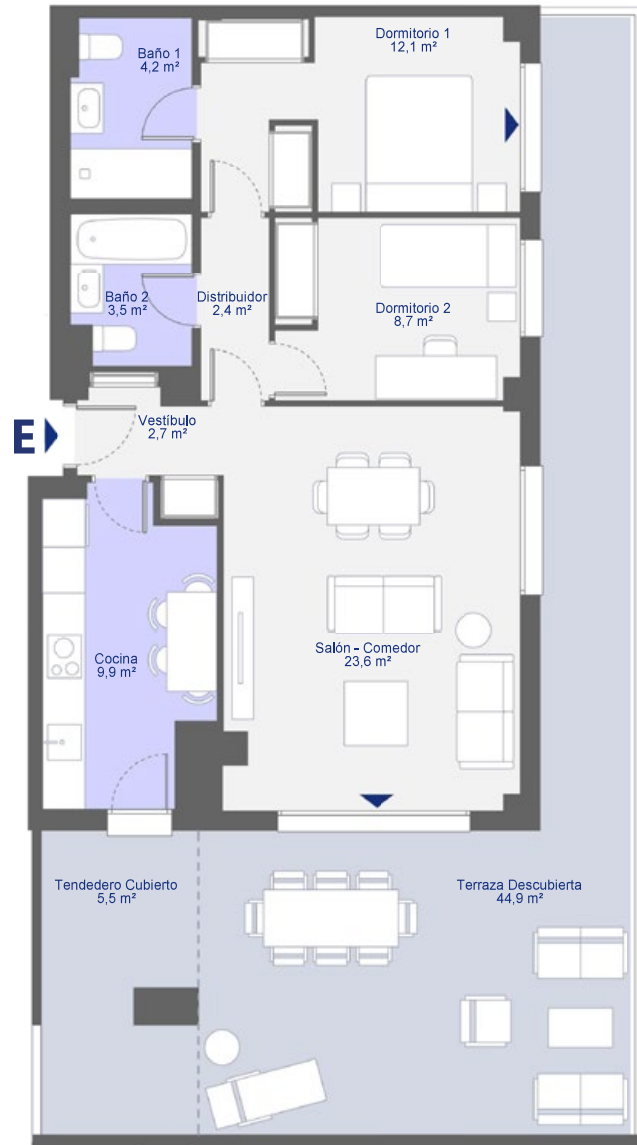 Baño 1
4,2 m²
Dormitorio 1
12,1 m²
Baño 2
3,5 m²
Distribuidor
2,4 m²
Dormitorio 2
8,7 m²
Vestíbulo
2,7 m²
E
Cocina
9,9 m²
Salón - Comedor
23,6 m²
Tendedero Cubierto
5,5 m²
Terraza Descubierta
44,9 m²